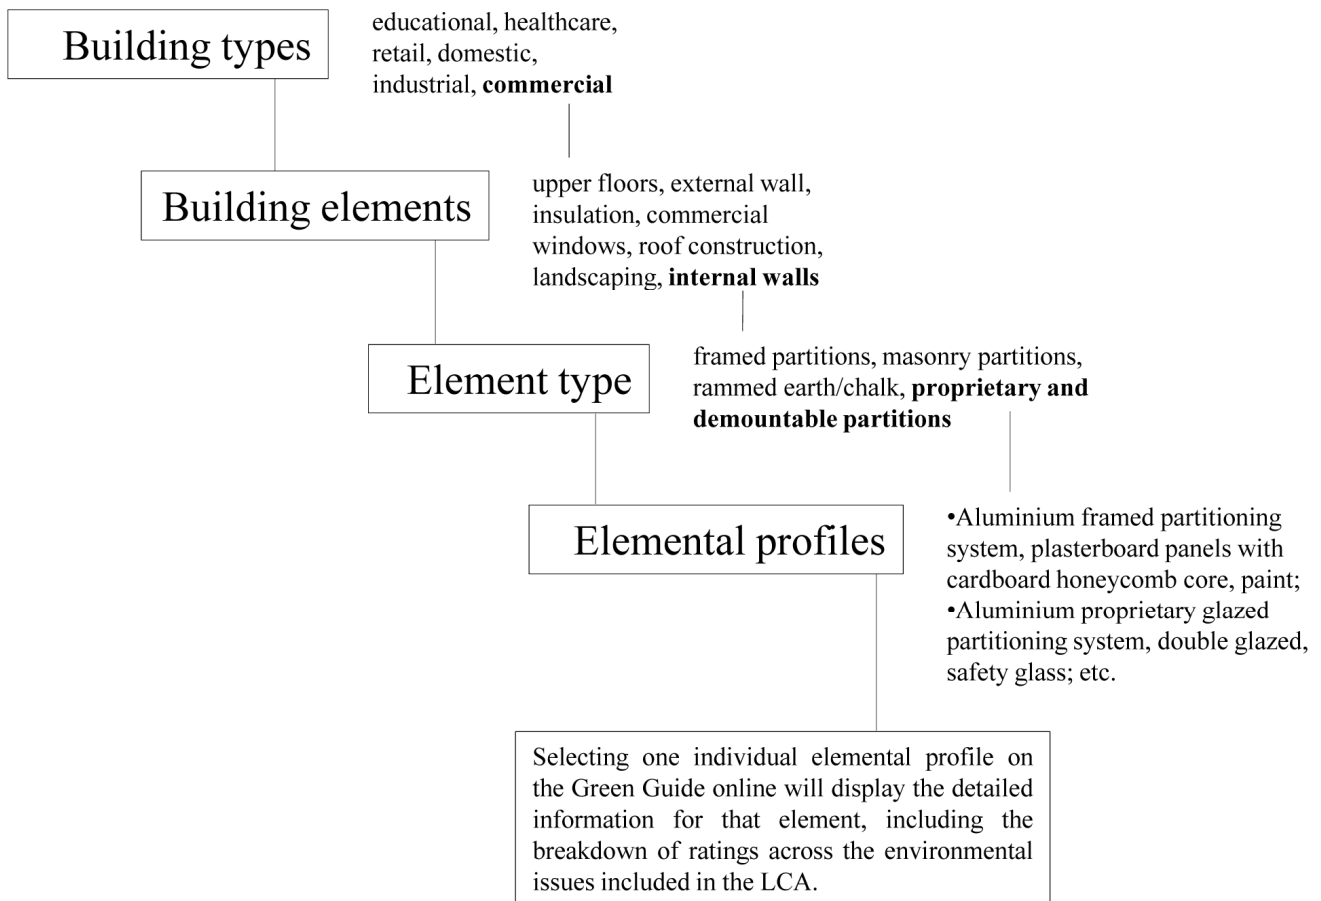 Building types
educational, healthcare,
retail, domestic,
industrial, commercial
Building elements
upper floors, external wall,
insulation, commercial
windows, roof construction,
landscaping, internal walls
Element type
framed partitions, masonry partitions,
rammed earth/chalk, proprietary and
demountable partitions
Elemental profiles
•Aluminium framed partitioning
system, plasterboard panels with
cardboard honeycomb core, paint;
•Aluminium proprietary glazed
partitioning system, double glazed,
safety glass; etc.
Selecting one individual elemental profile on
the Green Guide online will display the detailed
information for that element, including the
breakdown of ratings across the environmental
issues included in the LCA.